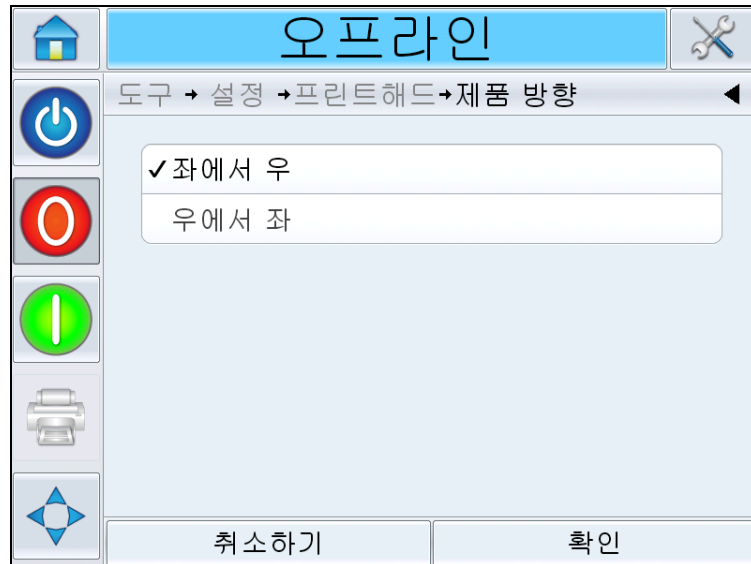 오프라인
도구 → 설정 →프린트해드→제품 방향
✓좌에서 우
우에서 좌
취소하기 확인